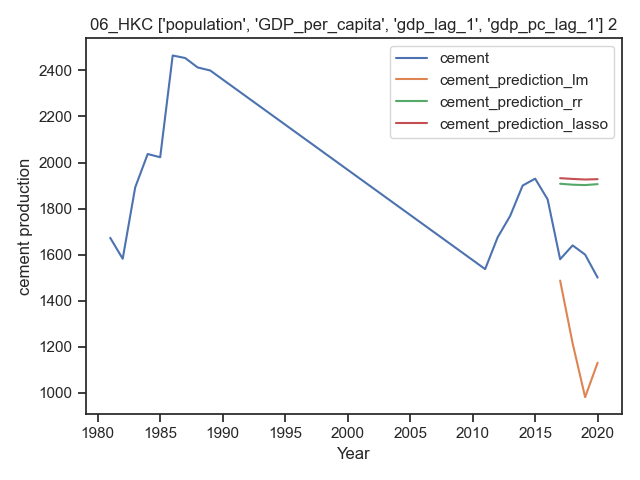 06_HKC ['population', 'GDP_per_capita', 'gdp_lag_1', 'gdp_pc_lag_1'] 2
cement
cement_prediction_lm
cement_prediction_rr
cement_prediction_lasso
cement production
2400
2200
2000
1800
1600
1400
1200
1000
1980 1985 1990 1995 2000 2005 2010 2015 2020
Year